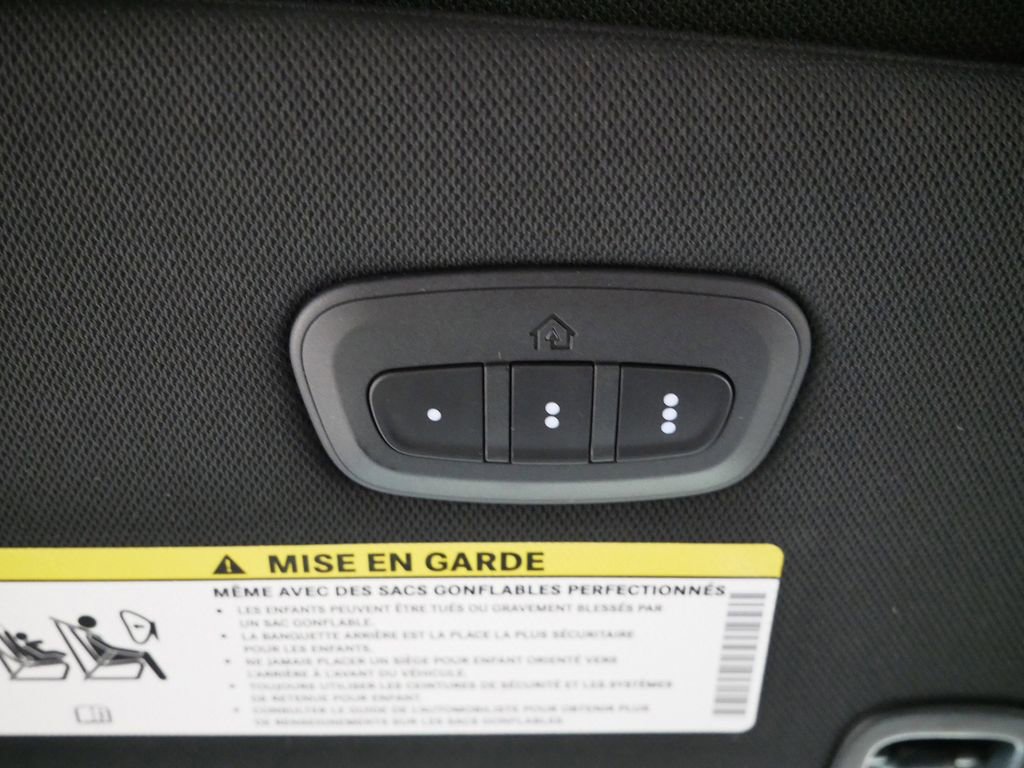 MISE EN GARDE
MÊME AVEC DES SACS GONFLABLES PERFECTIONNÉS
• LES ENFANTS PEUVENT ÊTRE TUÉS OU GRAVEMENT BLESSÉS PAR
UN SAC GONFLABLE.
• LA BANQUETTE ARRIÈRE EST LA PLACE LA PLUS SÉCURITAIRE
POUR LES ENFANTS.
• NE JAMAIS PLACER UN SIÈGE POUR ENFANT ORIENTÉ VERS
L'ARRIÈRE À L'AVANT DU VÉHICULE.
• TOUJOURS UTILISER LES CEINTURES DE SÉCURITÉ ET LES SYSTÈMES
DE RETENUE POUR ENFANT.
• CONSULTER LE GUIDE DE L'AUTOMOBILISTE POUR OBTENIR PLUS
DE RENSEIGNEMENTS SUR LES SACS GONFLABLES